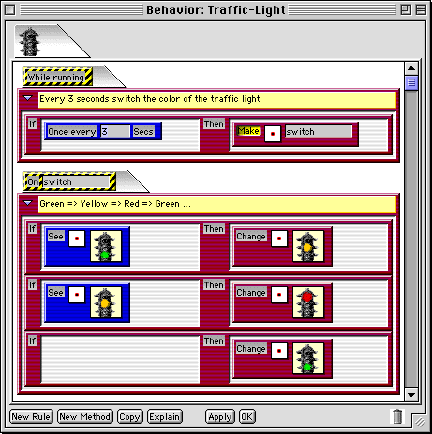 Behavior: Traffic-Light
While running
Every 3 seconds switch the color of the traffic light
If Once every 3 Secs Then Make switch
On switch
Green => Yellow => Red => Green ...
If See Then Change
If See Then Change
If Then Change
New Rule New Method Copy Explain Apply OK